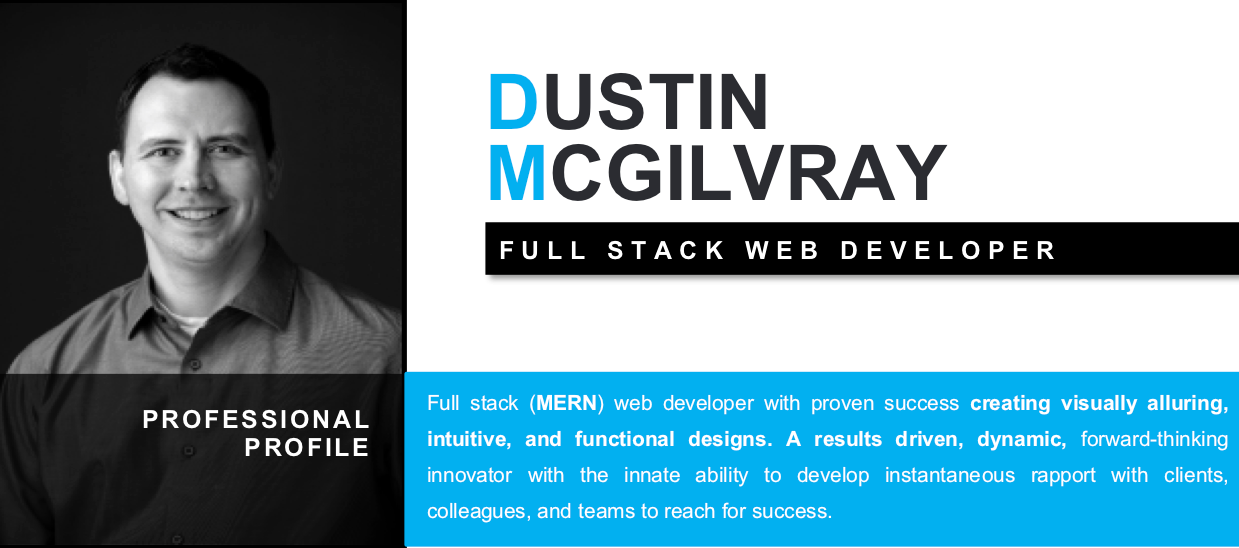 DUSTIN
MCGILVRAY
FULL STACK WEB DEVELOPER
PROFESSIONAL
PROFILE
Full stack (MERN) web developer with proven success creating visually alluring,
intuitive, and functional designs. A results driven, dynamic, forward-thinking
innovator with the innate ability to develop instantaneous rapport with clients,
colleagues, and teams to reach for success.